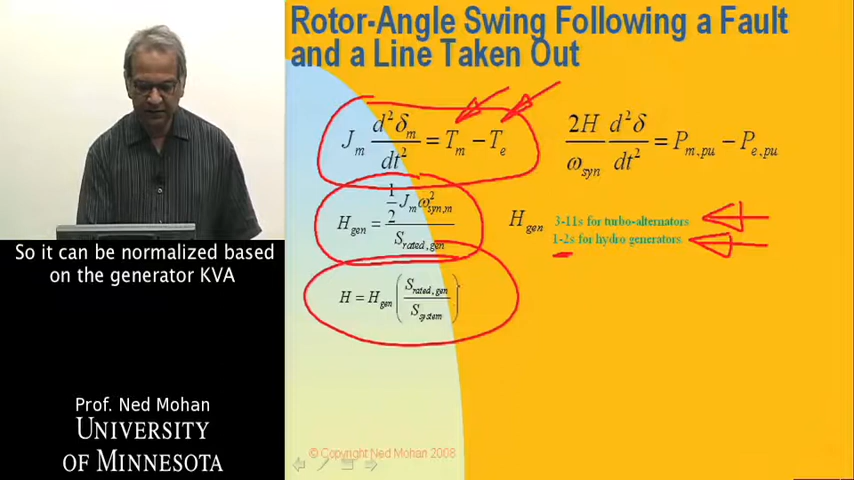 Rotor-Angle Swing Following a Fault
and a Line Taken Out
J_m d²δ_m/dt² = T_m − T_e
2H/ω_syn d²δ/dt² = P_m,pu − P_e,pu
H_gen = ½ J_m ω²_syn,m / S_rated,gen
H_gen 3-11s for turbo-alternators
1-2s for hydro generators
H = H_gen (S_rated,gen / S_system)
So it can be normalized based
on the generator KVA
Prof. Ned Mohan
UNIVERSITY
OF MINNESOTA
© Copyright Ned Mohan 2008